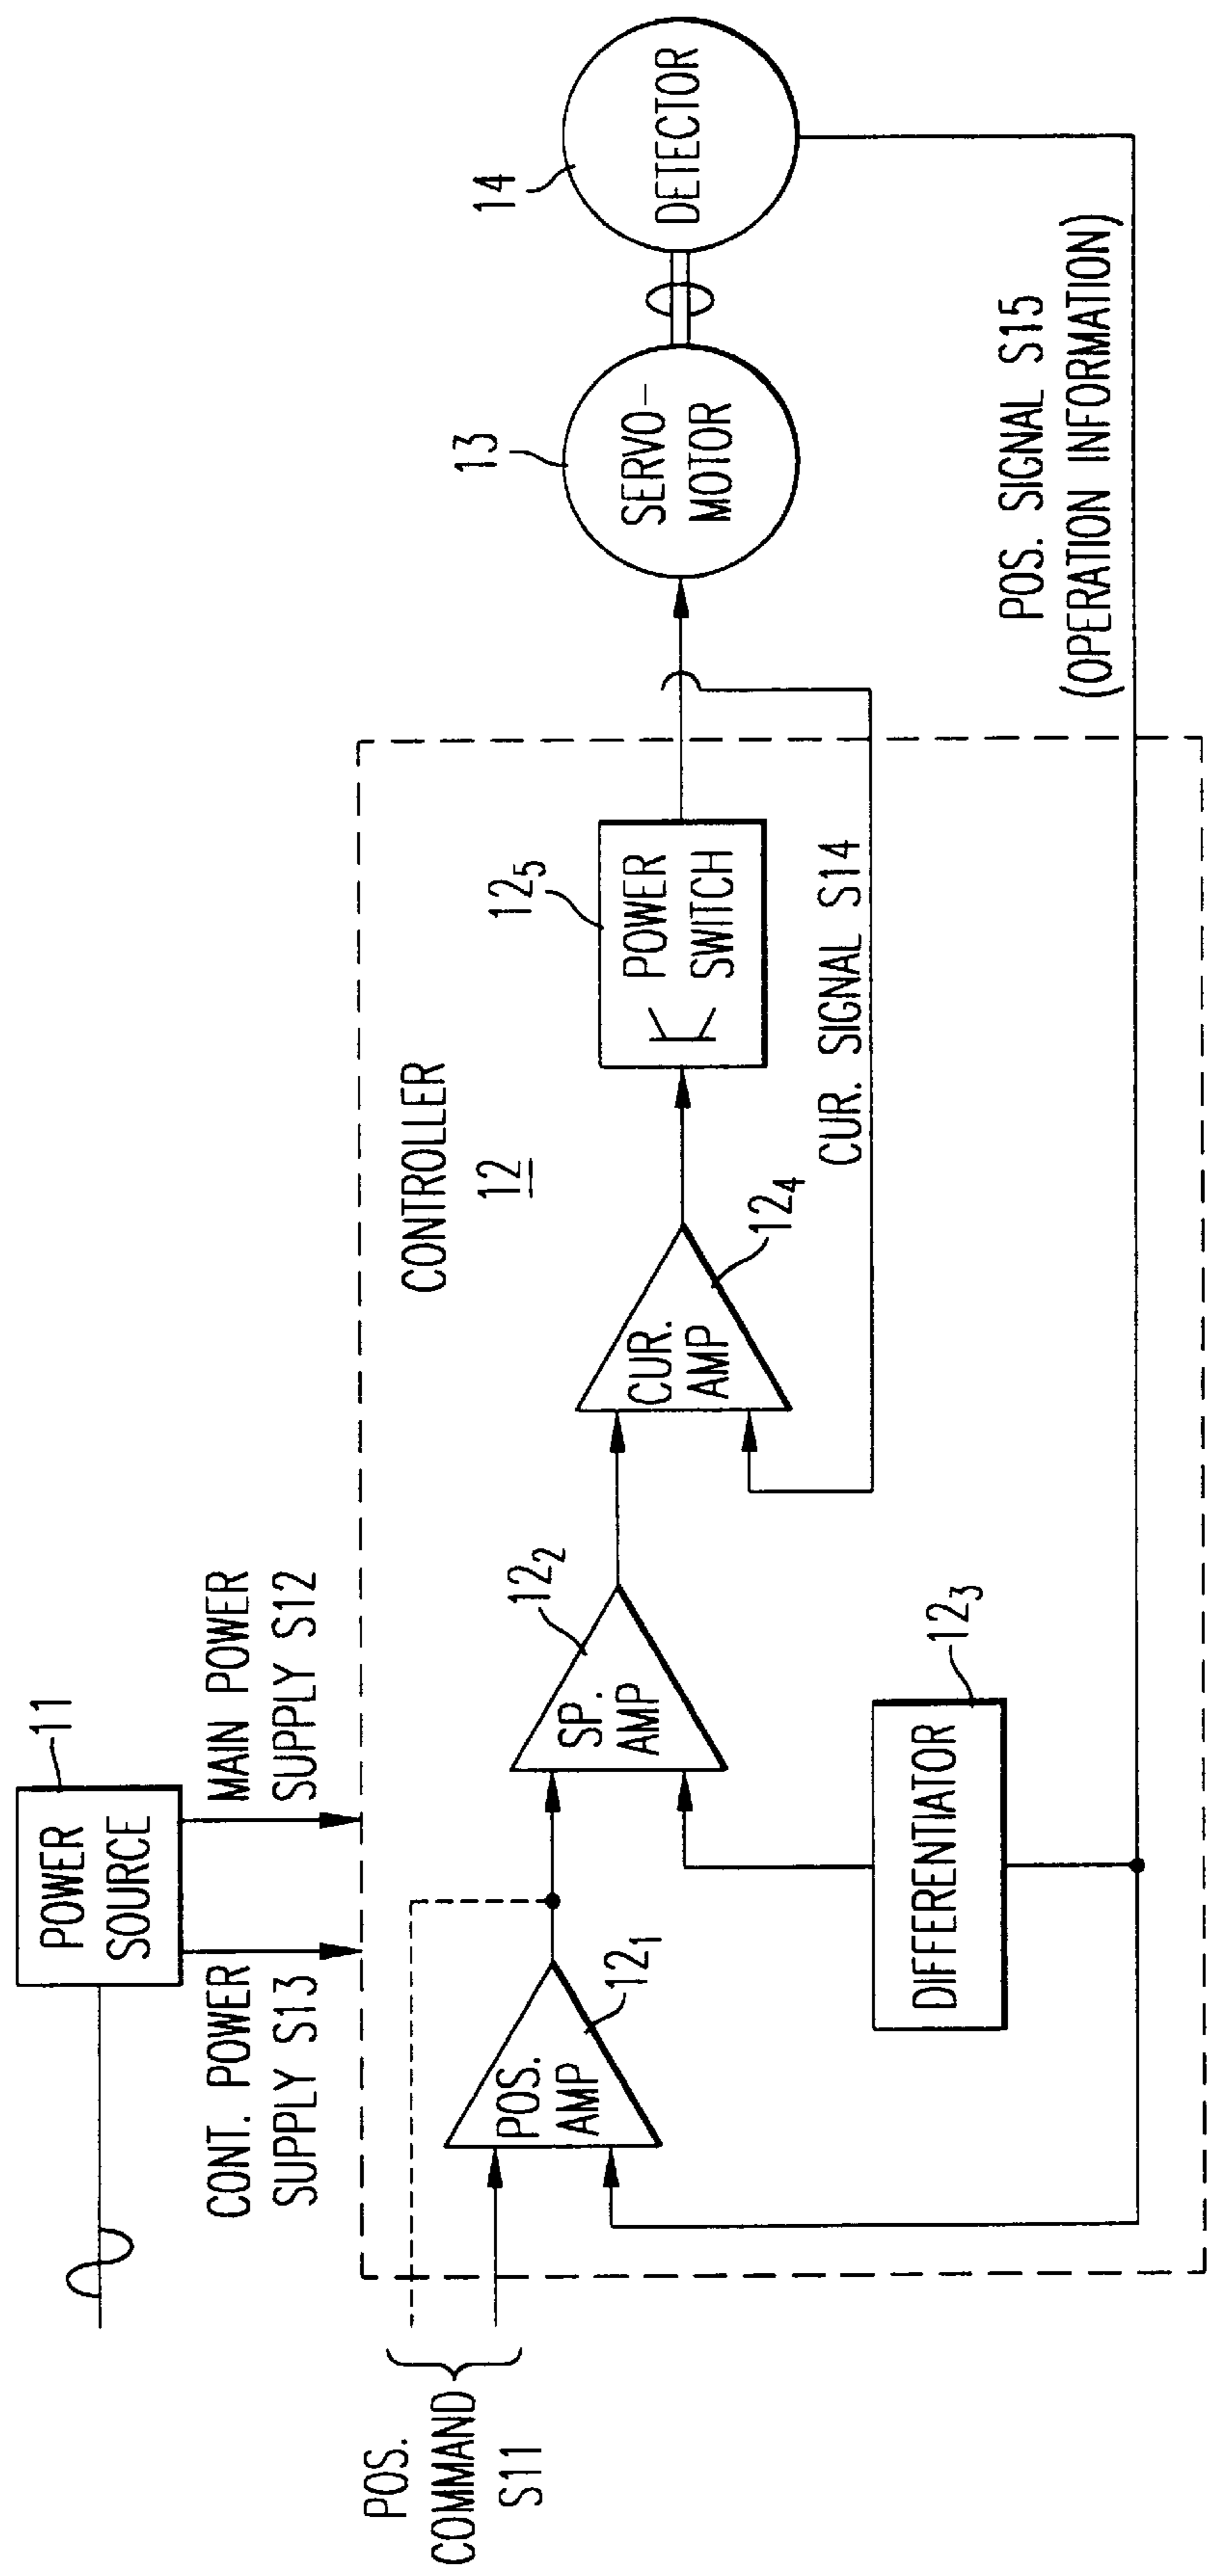 11
POWER
SOURCE
CONT. POWER
SUPPLY S13
MAIN POWER
SUPPLY S12
POS.
COMMAND
S11
CONTROLLER
12
POS.
AMP
12₁
SP.
AMP
12₂
DIFFERENTIATOR
12₃
CUR.
AMP
12₄
POWER
SWITCH
12₅
CUR. SIGNAL S14
SERVO-
MOTOR
13
DETECTOR
14
POS. SIGNAL S15
(OPERATION INFORMATION)